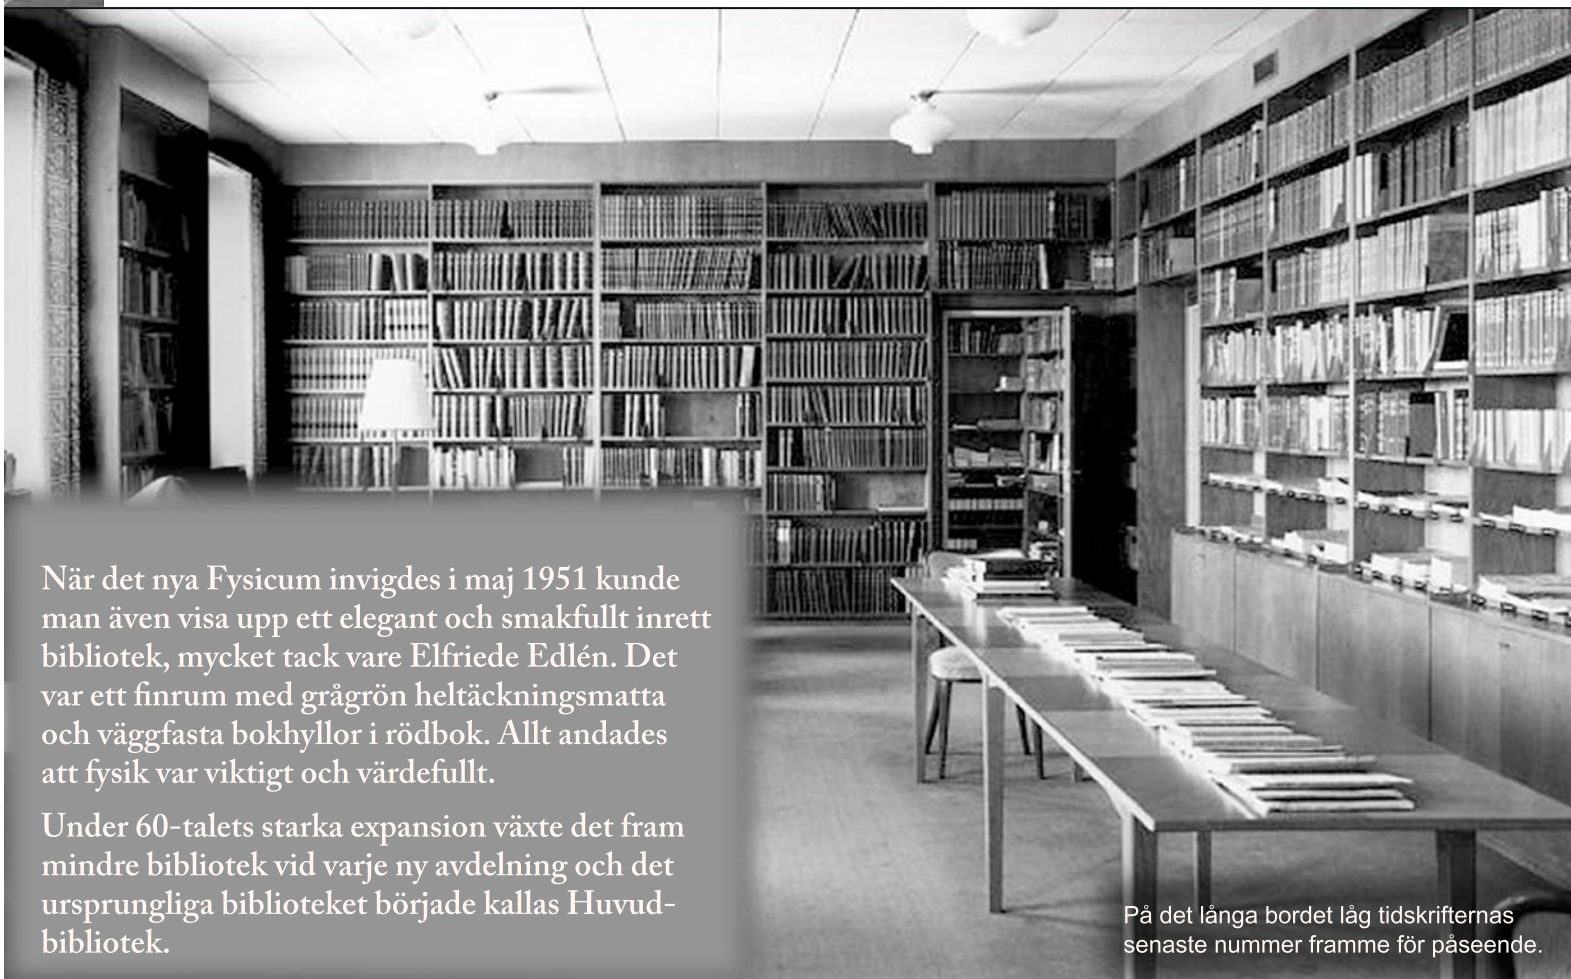 När det nya Fysicum invigdes i maj 1951 kunde
man även visa upp ett elegant och smakfullt inrett
bibliotek, mycket tack vare Elfriede Edlén. Det
var ett finrum med grågrön heltäckningsmatta
och väggfasta bokhyllor i rödbok. Allt andades
att fysik var viktigt och värdefullt.
Under 60-talets starka expansion växte det fram
mindre bibliotek vid varje ny avdelning och det
ursprungliga biblioteket började kallas Huvud-
bibliotek.
På det långa bordet låg tidskrifternas
senaste nummer framme för påseende.